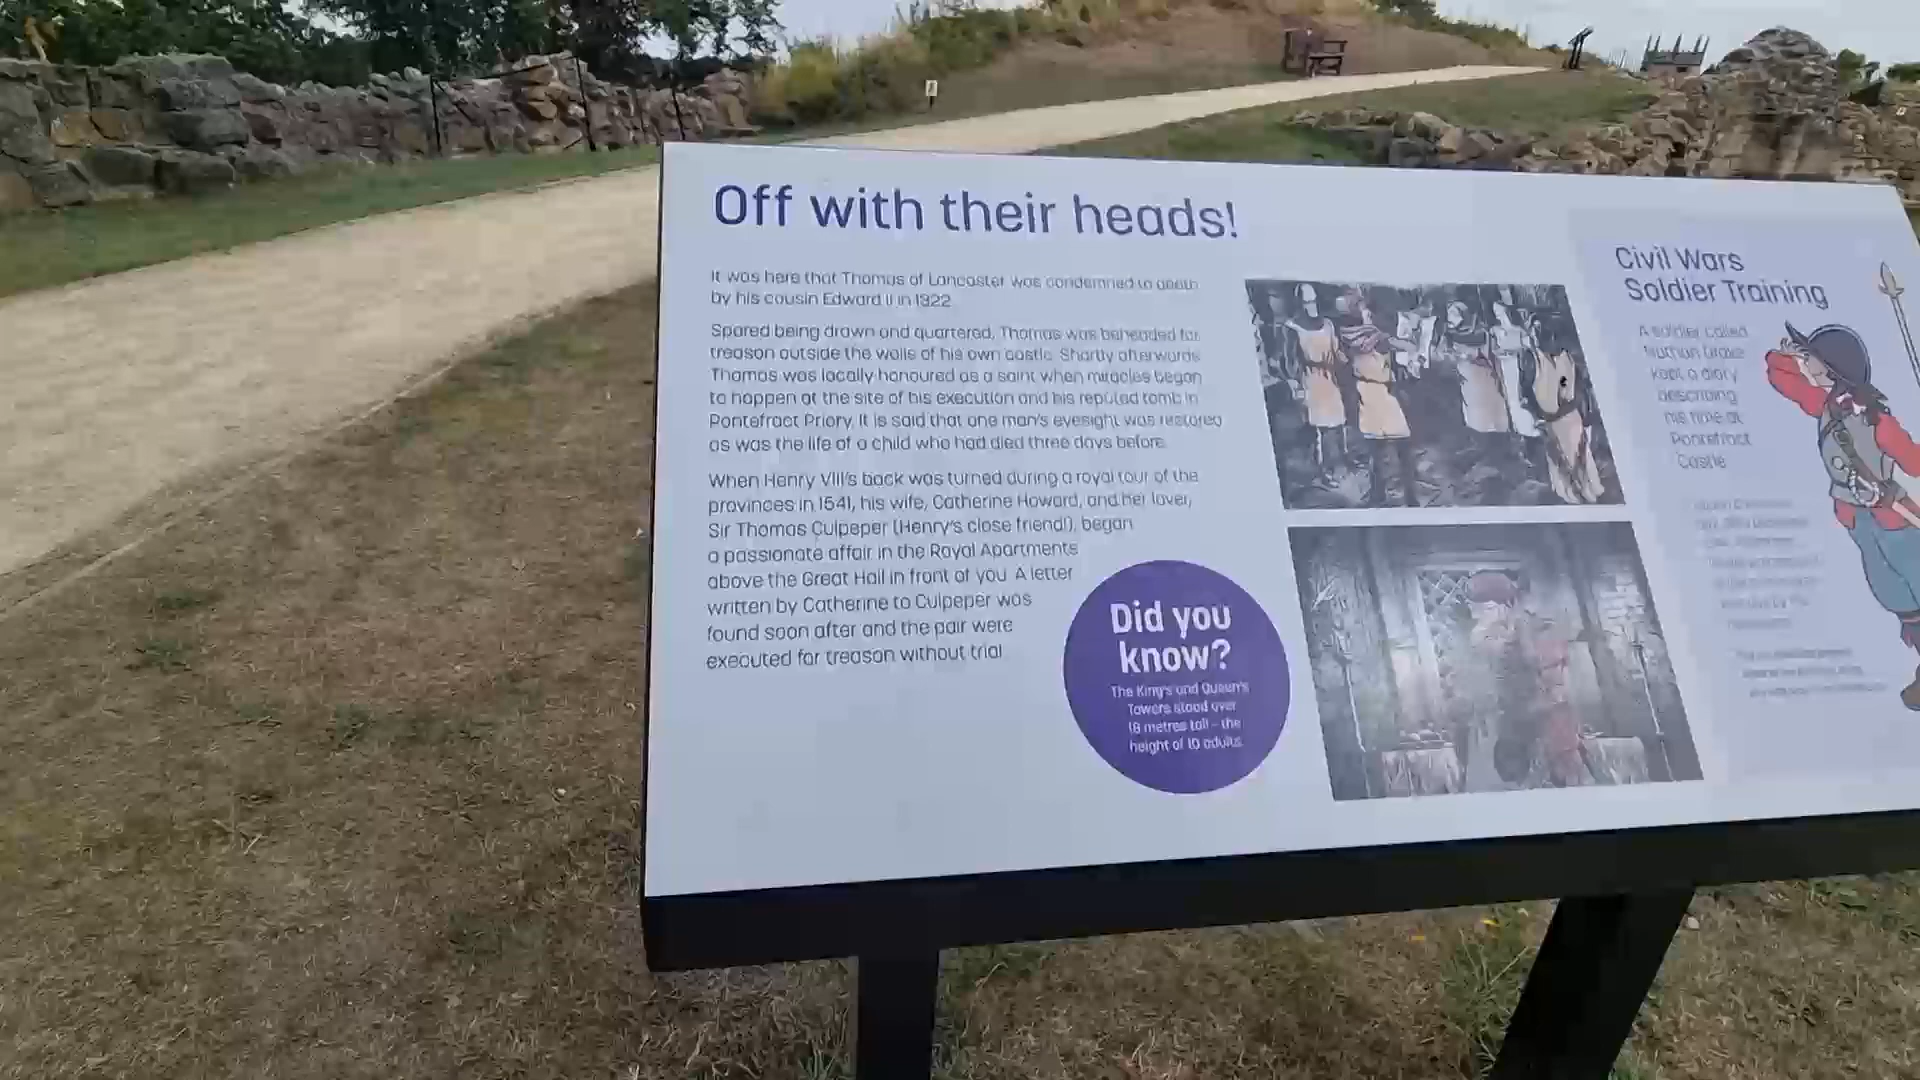 Off with their heads!
It was here that Thomas of Lancaster was condemned to death
by his cousin Edward II in 1322
Spared being drawn and quartered, Thomas was beheaded for
treason outside the walls of his own castle. Shortly afterwards
Thomas was locally honoured as a saint when miracles began
to happen at the site of his execution and his reputed tomb in
Pontefract Priory. It is said that one man's eyesight was restored
as was the life of a child who had died three days before.
When Henry VIII's back was turned during a royal tour of the
provinces in 1541, his wife, Catherine Howard, and her lover,
Sir Thomas Culpeper (Henry's close friend!), began
a passionate affair in the Royal Apartments
above the Great Hall in front of you. A letter
written by Catherine to Culpeper was
found soon after and the pair were
executed for treason without trial
Did you
know?
The King's and Queen's
Towers stood over
18 metres tall - the
height of 10 adults
Civil Wars
Soldier Training
A soldier called
Nathan Drake
kept a diary
describing
his time at
Pontefract
Castle